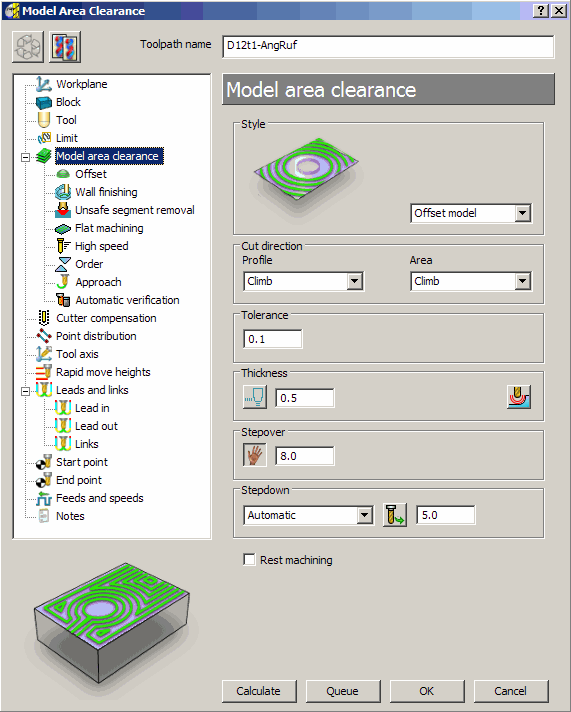 Model Area Clearance
Toolpath name
D12t1-AngRuf
Workplane
Block
Tool
Limit
Model area clearance
Offset
Wall finishing
Unsafe segment removal
Flat machining
High speed
Order
Approach
Automatic verification
Cutter compensation
Point distribution
Tool axis
Rapid move heights
Leads and links
Lead in
Lead out
Links
Start point
End point
Feeds and speeds
Notes
Model area clearance
Style
Offset model
Cut direction
Profile Area
Climb Climb
Tolerance
0.1
Thickness
0.5
Stepover
8.0
Stepdown
Automatic 5.0
Rest machining
Calculate Queue OK Cancel